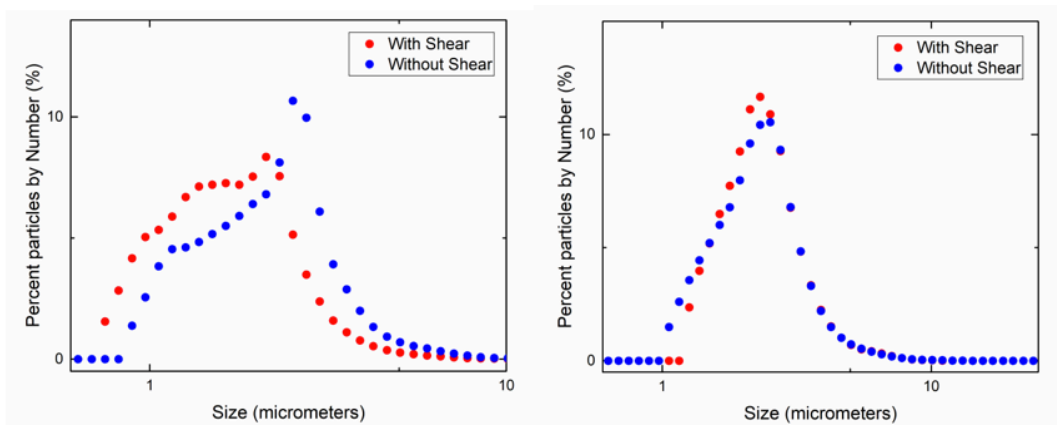 With Shear
Without Shear
10
0
Percent particles by Number (%)
1
10
Size (micrometers)
With Shear
Without Shear
10
0
Percent particles by Number (%)
1
10
Size (micrometers)